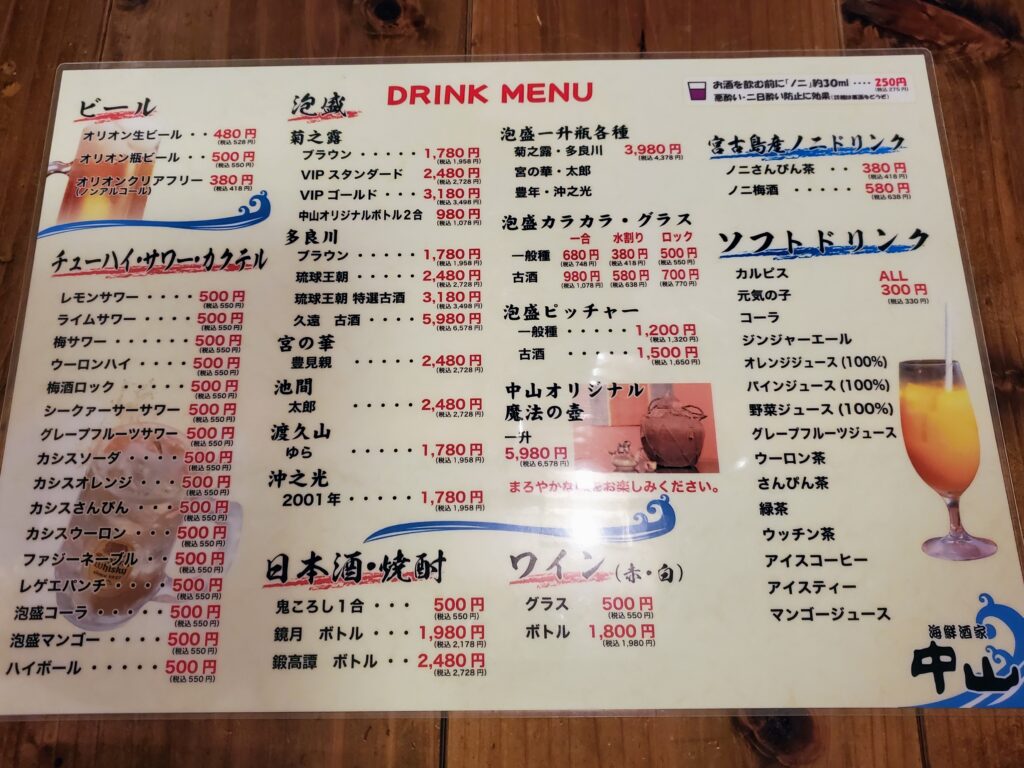 DRINK MENU
お酒を飲む前に「ノニ」約30ml ････ 250円
(税込 275円)
悪酔い・二日酔い防止に効果
ビール
オリオン生ビール ・・ 480円
(税込 528円)
オリオン瓶ビール ・・ 500円
(税込 550円)
オリオンクリアフリー 380円
(ノンアルコール) (税込 418円)
チューハイ・サワー・カクテル
レモンサワー ・・・・ 500円
(税込 550円)
ライムサワー ・・・・ 500円
(税込 550円)
梅サワー ・・・・・・ 500円
(税込 550円)
ウーロンハイ ・・・・ 500円
(税込 550円)
梅酒ロック ・・・・・ 500円
(税込 550円)
シークァーサーサワー 500円
(税込 550円)
グレープフルーツサワー 500円
(税込 550円)
カシスソーダ ・・・・ 500円
(税込 550円)
カシスオレンジ ・・・ 500円
(税込 550円)
カシスさんぴん ・・・ 500円
(税込 550円)
カシスウーロン ・・・ 500円
(税込 550円)
ファジーネーブル ・・ 500円
(税込 550円)
レゲエパンチ ・・・・ 500円
(税込 550円)
泡盛コーラ ・・・・・ 500円
(税込 550円)
泡盛マンゴー ・・・・ 500円
(税込 550円)
ハイボール ・・・・・ 500円
(税込 550円)
泡盛
菊之露
ブラウン ・・・・・ 1,780円
(税込 1,958円)
VIP スタンダード 2,480円
(税込 2,728円)
VIP ゴールド ・・・ 3,180円
(税込 3,498円)
中山オリジナルボトル2合 980円
(税込 1,078円)
多良川
ブラウン ・・・・・ 1,780円
(税込 1,958円)
琉球王朝 ・・・・・ 2,480円
(税込 2,728円)
琉球王朝 特選古酒 3,180円
(税込 3,498円)
久遠 古酒 ・・・・ 5,980円
(税込 6,578円)
宮の華
豊見親 ・・・・・・ 2,480円
(税込 2,728円)
池間
太郎 ・・・・・・ 2,480円
(税込 2,728円)
渡久山
ゆら ・・・・・・ 1,780円
(税込 1,958円)
沖之光
2001年 ・・・・・・ 1,780円
(税込 1,958円)
日本酒・焼酎
鬼ころし1合 ・・・ 500円
(税込 550円)
鏡月 ボトル ・・・ 1,980円
(税込 2,178円)
鍛高譚 ボトル ・・ 2,480円
(税込 2,728円)
泡盛一升瓶各種
菊之露・多良川 3,980円
(税込 4,378円)
宮の華・太郎
豊年・沖之光
泡盛カラカラ・グラス
一合 水割り ロック
一般種 680円 380円 500円
(税込 748円) (税込 418円) (税込 550円)
古酒 980円 580円 700円
(税込 1,078円) (税込 638円) (税込 770円)
泡盛ピッチャー
一般種 ・・・・・ 1,200円
(税込 1,320円)
古酒 ・・・・・・ 1,500円
(税込 1,650円)
中山オリジナル
魔法の壺
一升
5,980円
(税込 6,578円)
まろやかな お楽しみください。
ワイン(赤・白)
グラス 500円
(税込 550円)
ボトル 1,800円
(税込 1,980円)
宮古島産ノニドリンク
ノニさんぴん茶 ・・ 380円
(税込 418円)
ノニ梅酒 ・・・・・ 580円
(税込 638円)
ソフトドリンク
ALL
300円
(税込 330円)
カルピス
元気の子
コーラ
ジンジャーエール
オレンジジュース (100%)
パインジュース (100%)
野菜ジュース (100%)
グレープフルーツジュース
ウーロン茶
さんぴん茶
緑茶
ウッチン茶
アイスコーヒー
アイスティー
マンゴージュース
海鮮酒家
中山